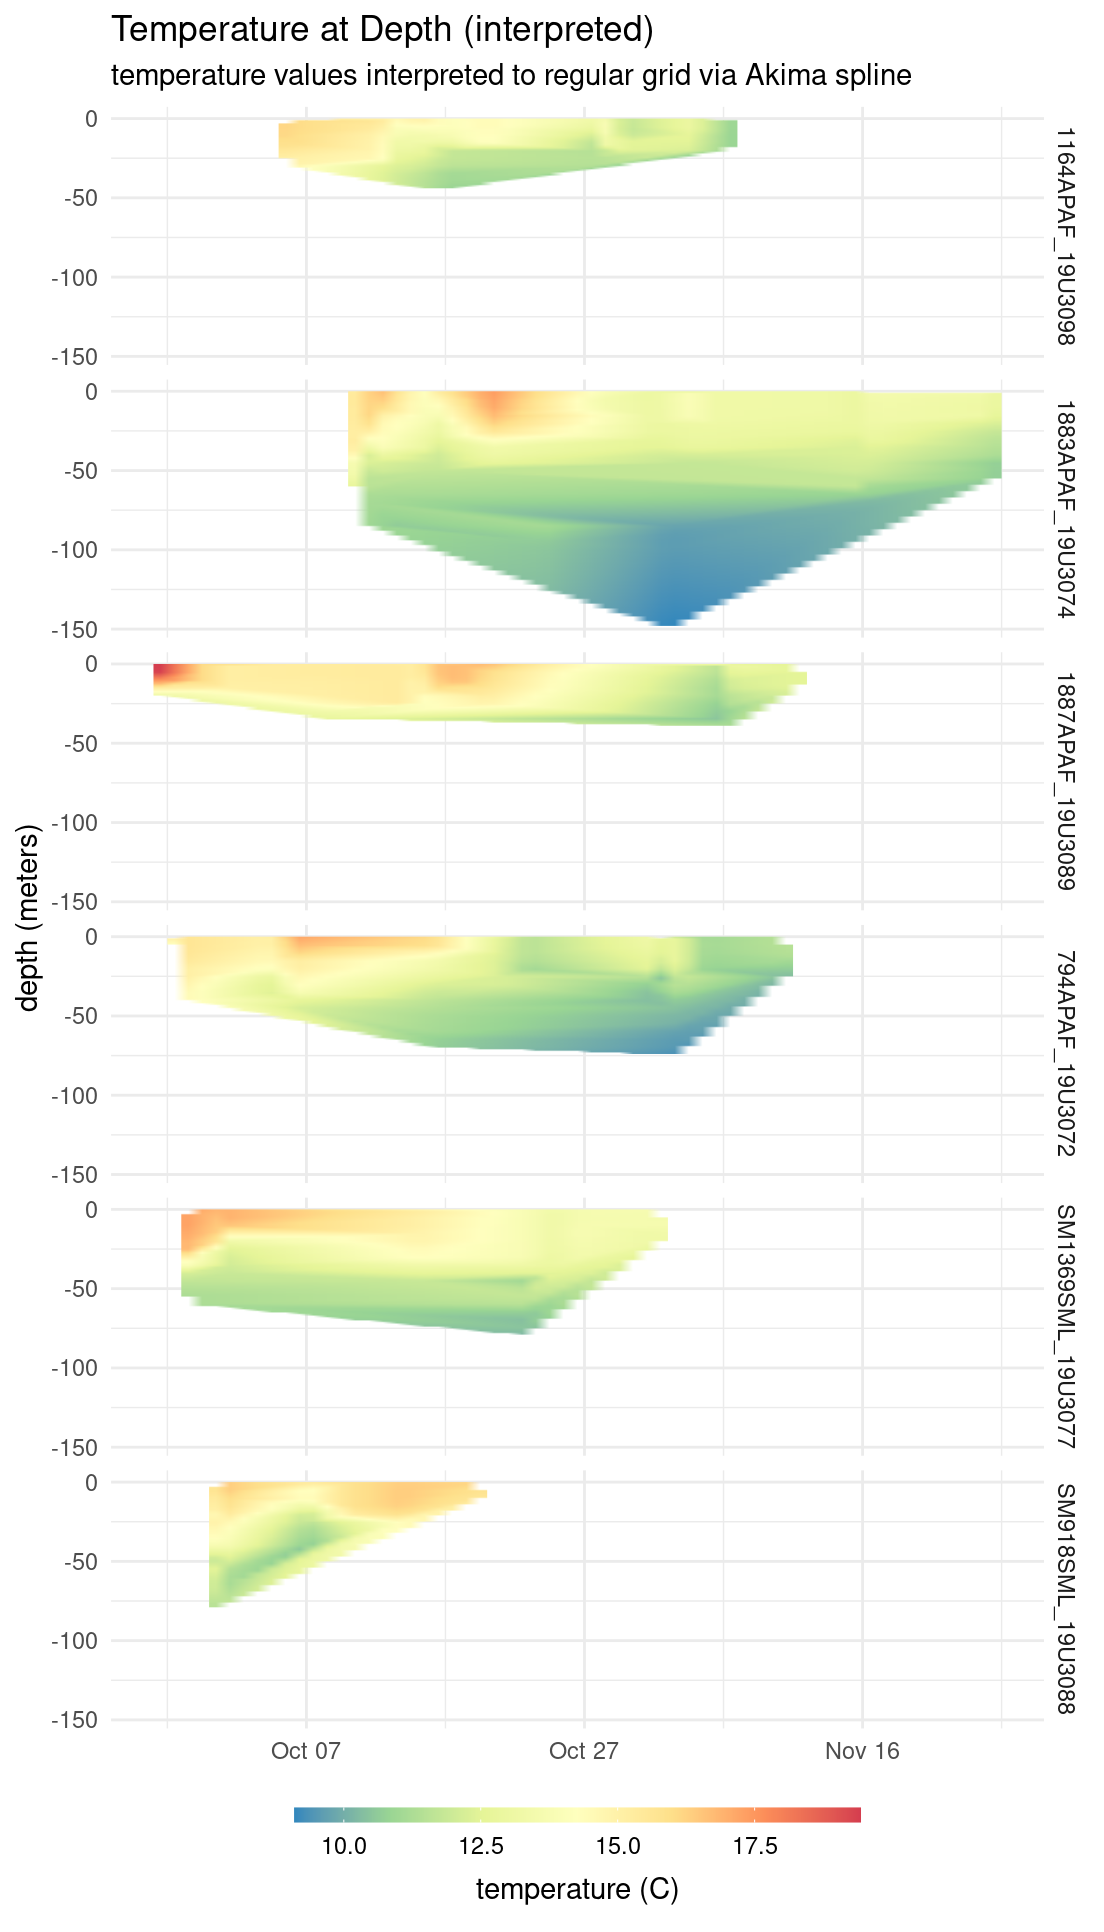 Temperature at Depth (interpreted)
temperature values interpreted to regular grid via Akima spline
0
-50
-100
-150
1164APAF_19U3098
0
-50
-100
-150
1883APAF_19U3074
0
-50
-100
-150
1887APAF_19U3089
depth (meters)
0
-50
-100
-150
794APAF_19U3072
0
-50
-100
-150
SM1369SML_19U3077
0
-50
-100
-150
SM918SML_19U3088
Oct 07 Oct 27 Nov 16
10.0 12.5 15.0 17.5
temperature (C)